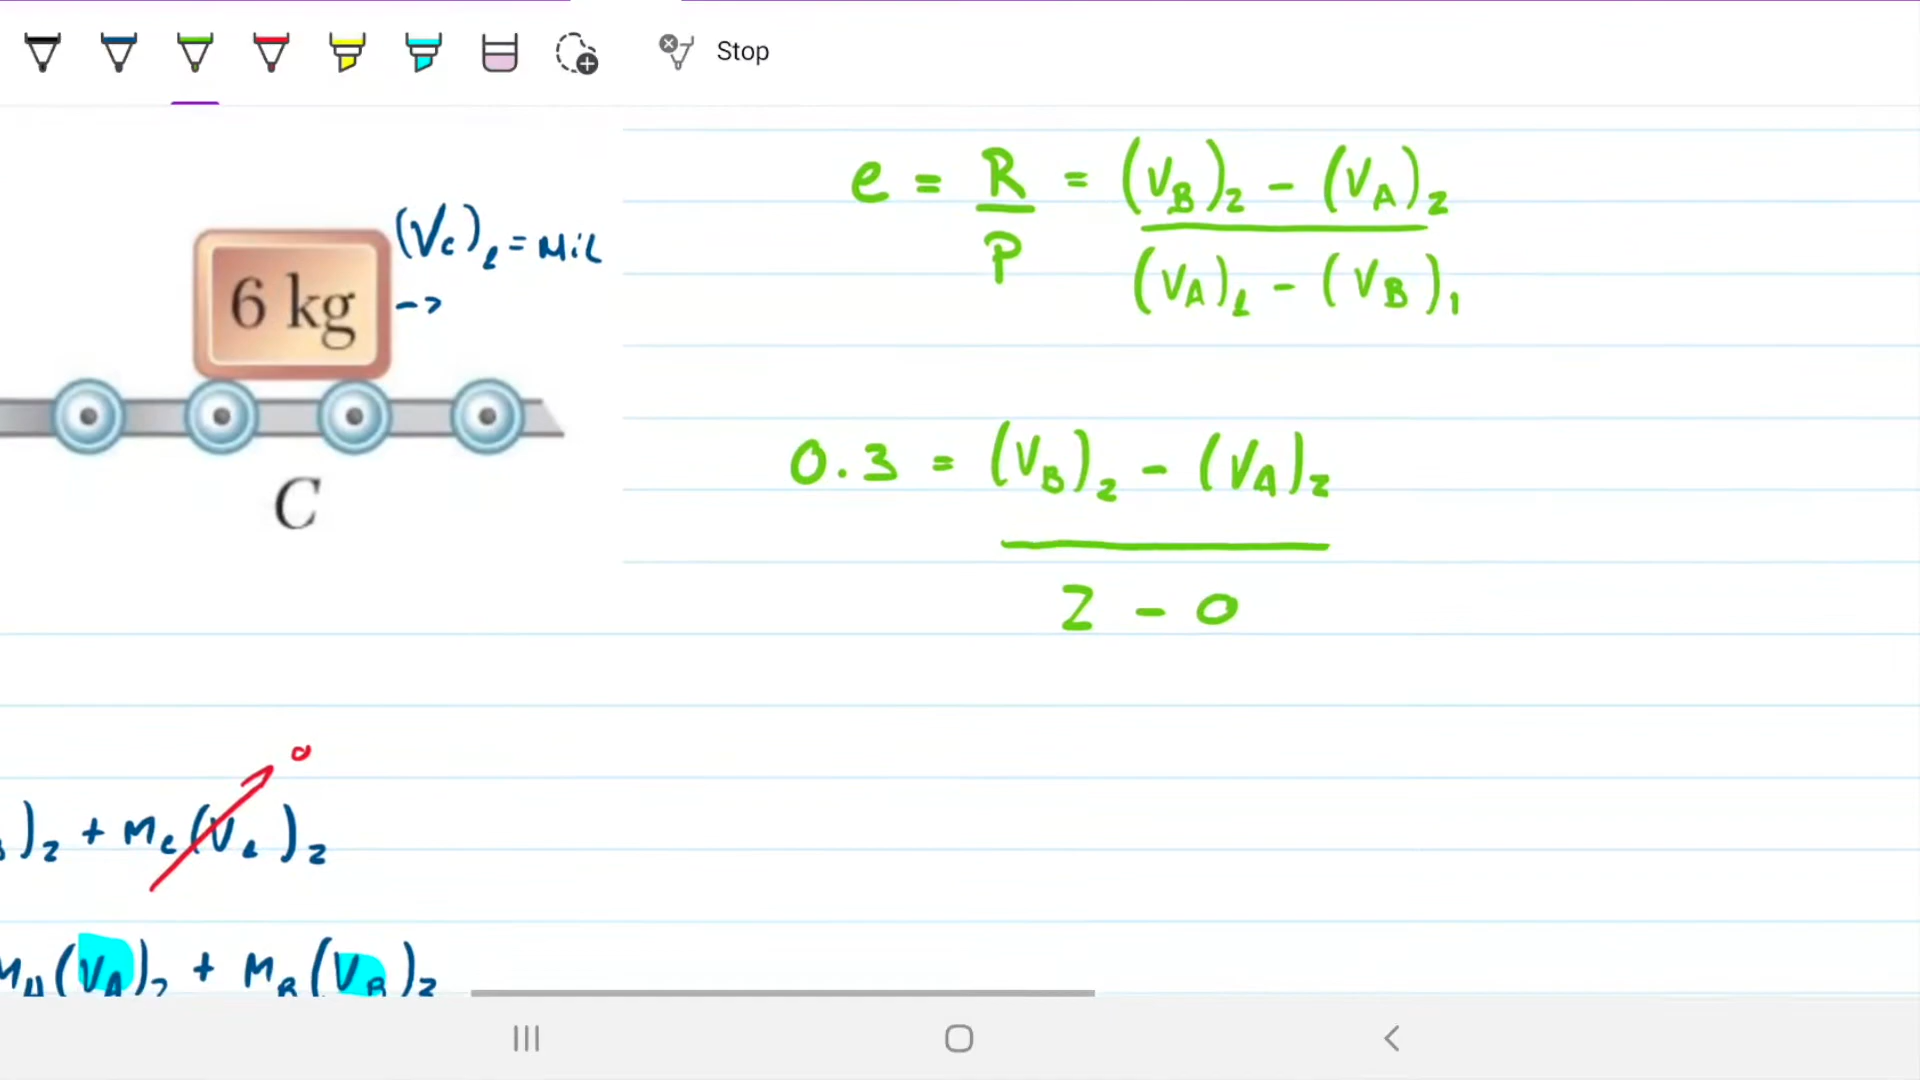 Stop
e = R/P = (VB)2 - (VA)2 / (VA)1 - (VB)1
(Vc)1 = Nil
->
6 kg
0.3 = (VB)2 - (VA)2 / 2 - 0
C
0
)2 + mc(Vc)2
(VA)2 + mB(VB)2